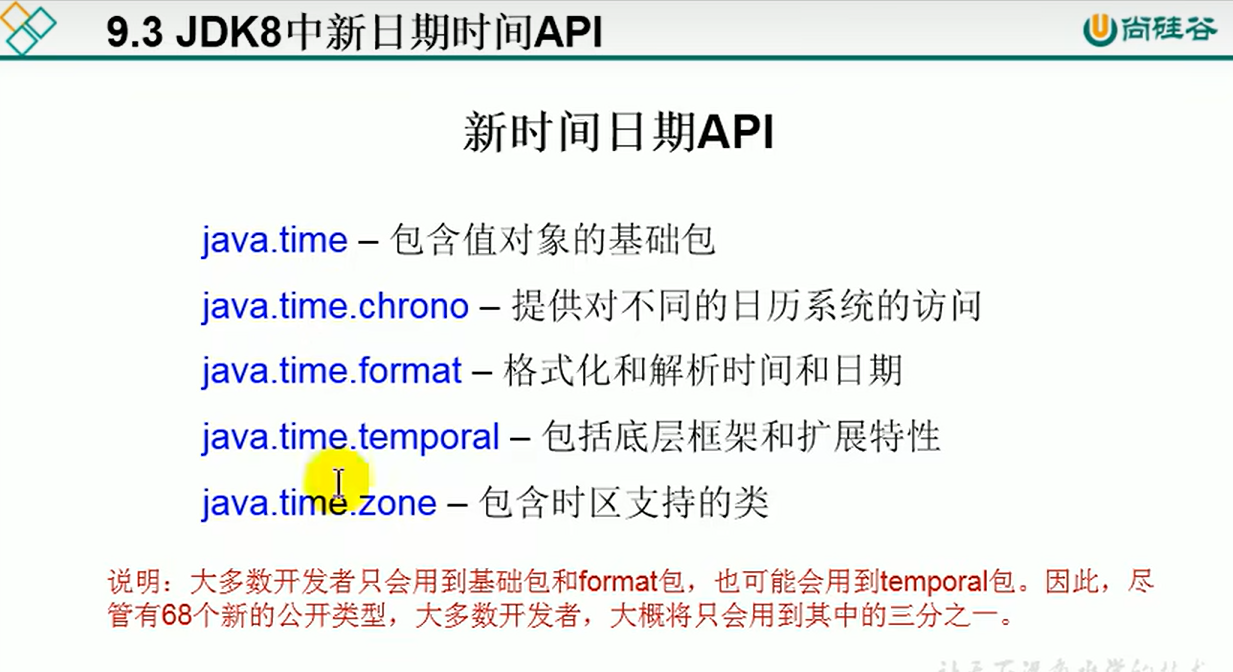 9.3 JDK8中新日期时间API
尚硅谷
新时间日期API
java.time – 包含值对象的基础包
java.time.chrono – 提供对不同的日历系统的访问
java.time.format – 格式化和解析时间和日期
java.time.temporal – 包括底层框架和扩展特性
java.time.zone – 包含时区支持的类
说明：大多数开发者只会用到基础包和format包，也可能会用到temporal包。因此，尽
管有68个新的公开类型，大多数开发者，大概将只会用到其中的三分之一。